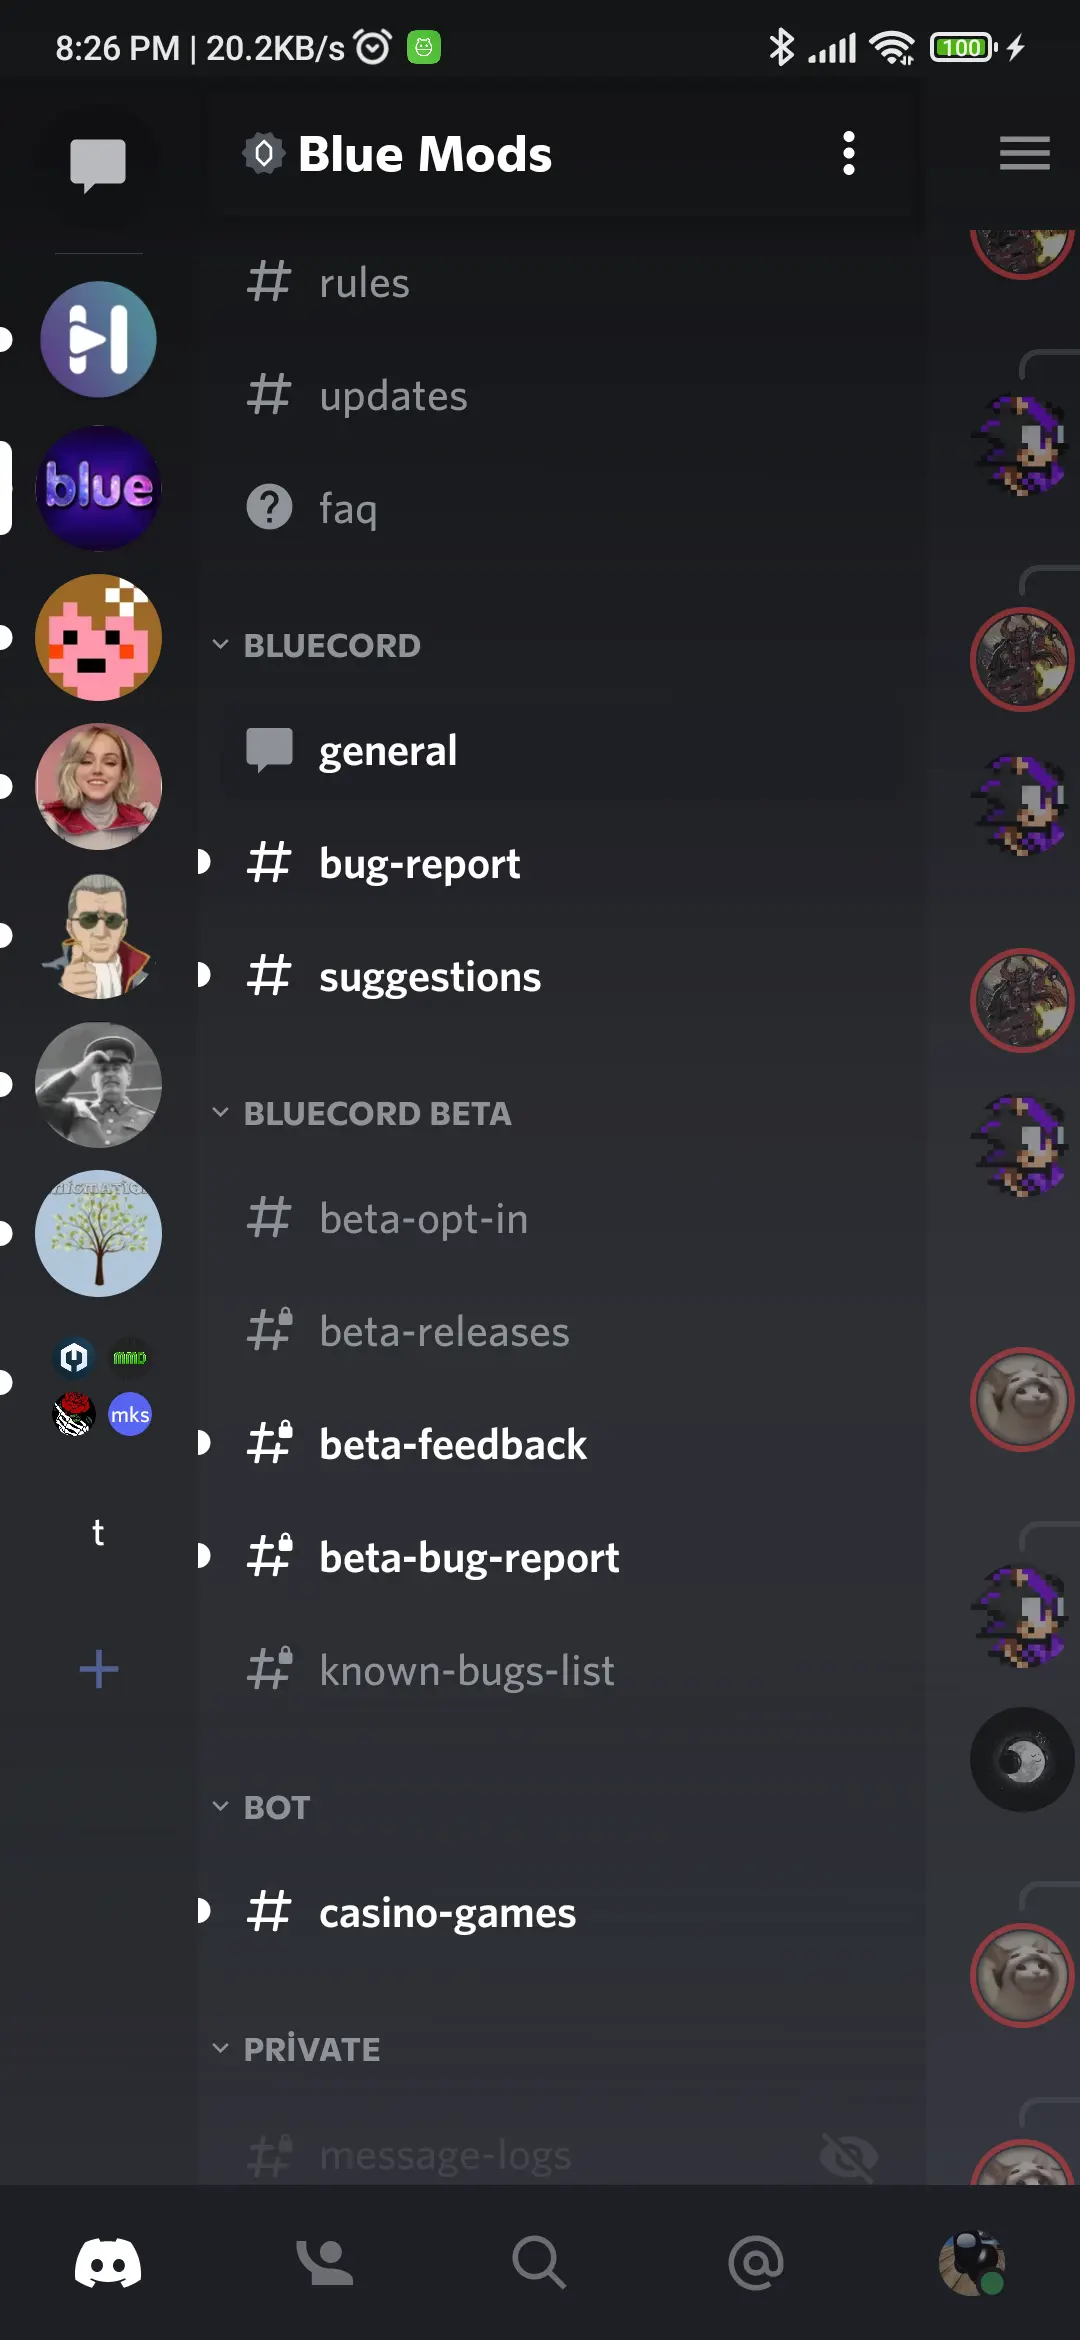 8:26 PM | 20.2KB/s
100
Blue Mods
rules
updates
faq
blue
BLUECORD
general
bug-report
suggestions
BLUECORD BETA
beta-opt-in
beta-releases
mmd
mks
beta-feedback
t
beta-bug-report
known-bugs-list
BOT
casino-games
PRİVATE
message-logs